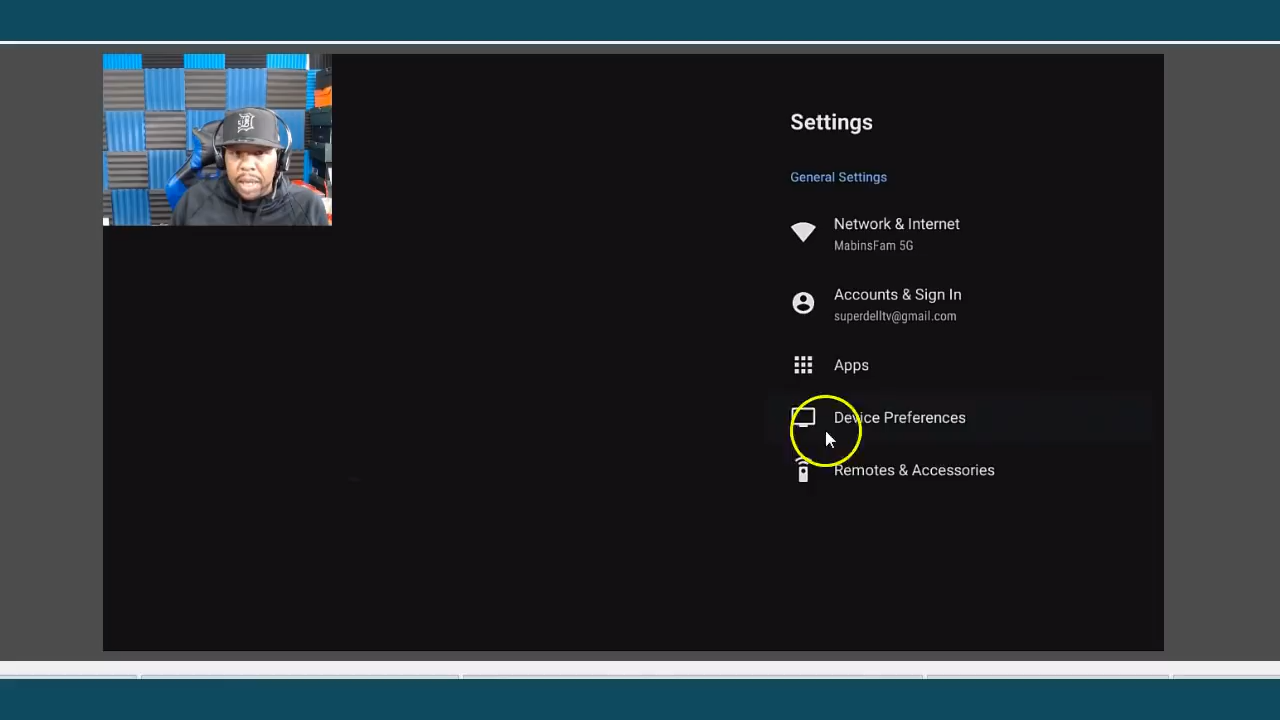 Settings
General Settings
Network & Internet
MabinsFam 5G
Accounts & Sign In
superdelltv@gmail.com
Apps
Device Preferences
Remotes & Accessories